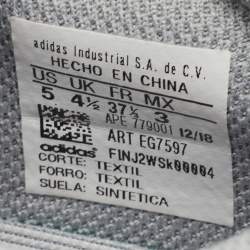 adidas Industrial S.A. de C.V.
HECHO EN CHINA
US UK FR MX
5 4½ 37⅓ 3
APE 779001 12/18
ART EG7597
adidas FINJ2WSk00004
CORTE: TEXTIL
FORRO: TEXTIL
SUELA: SINTETICA